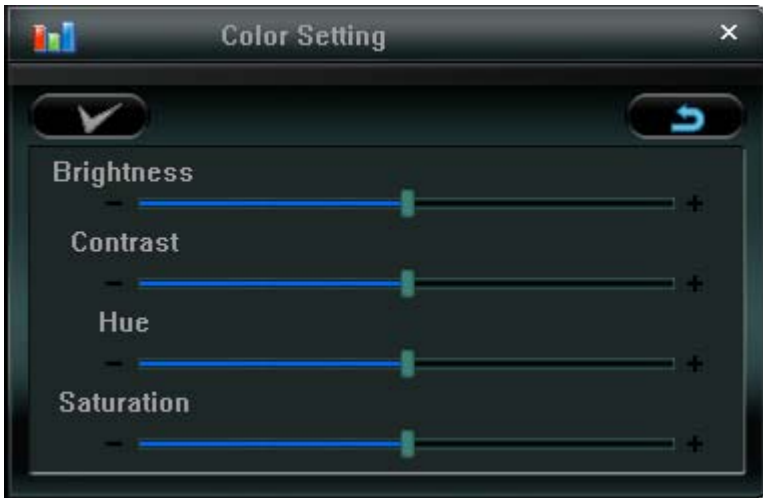 Color Setting
Brightness
- +
Contrast
- +
Hue
- +
Saturation
- +